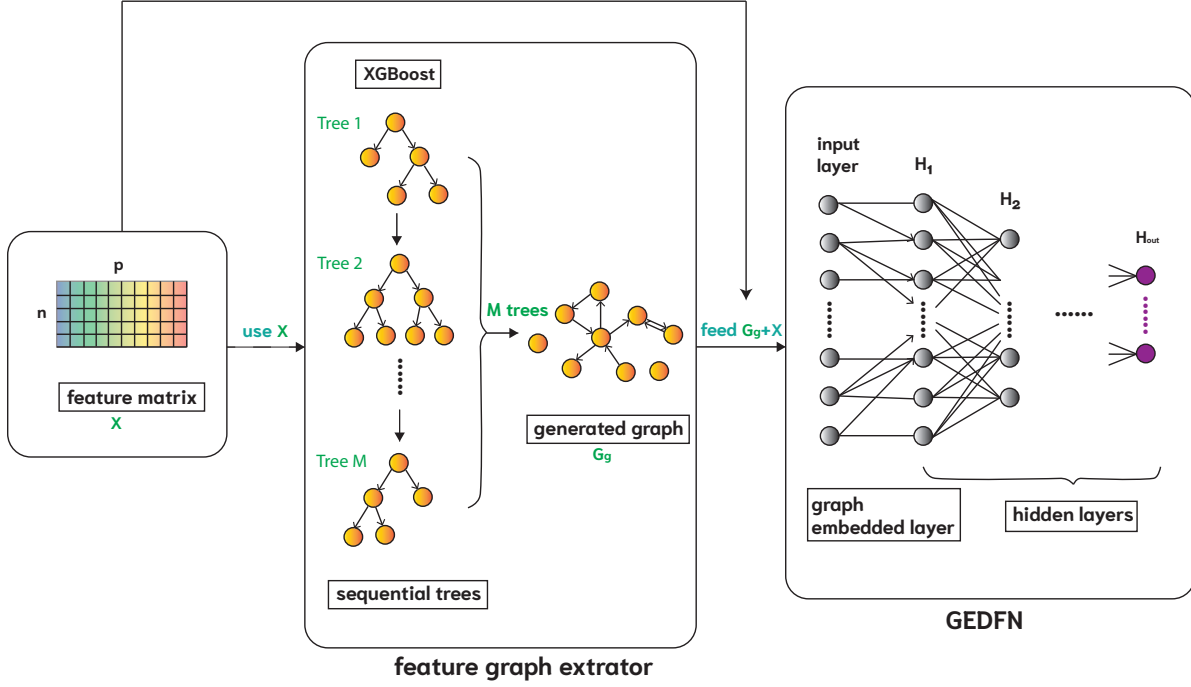 p
n
feature matrix
X
use X
XGBoost
Tree 1
Tree 2
Tree M
sequential trees
M trees
generated graph
Gg
feature graph extrator
feed Gg+X
input
layer
H1
H2
Hout
graph
embedded layer
hidden layers
GEDFN